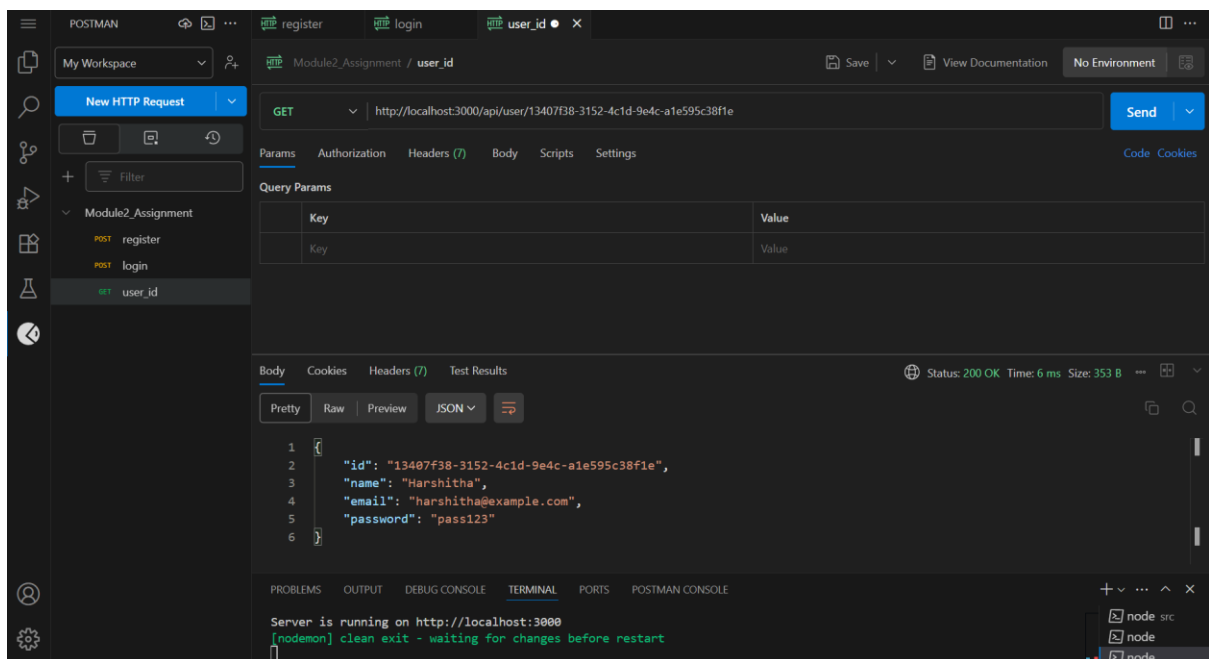 POSTMAN ...
register login user_id ...
My Workspace
Module2_Assignment / user_id Save View Documentation No Environment
New HTTP Request
GET http://localhost:3000/api/user/13407f38-3152-4c1d-9e4c-a1e595c38f1e Send
Filter
Params Authorization Headers (7) Body Scripts Settings Code Cookies
Query Params
Key Value
Key Value
Module2_Assignment
POST register
POST login
GET user_id
Body Cookies Headers (7) Test Results Status: 200 OK Time: 6 ms Size: 353 B ...
Pretty Raw Preview JSON
1 {
2 "id": "13407f38-3152-4c1d-9e4c-a1e595c38f1e",
3 "name": "Harshitha",
4 "email": "harshitha@example.com",
5 "password": "pass123"
6 }
PROBLEMS OUTPUT DEBUG CONSOLE TERMINAL PORTS POSTMAN CONSOLE ...
Server is running on http://localhost:3000
[nodemon] clean exit - waiting for changes before restart
node src
node
node